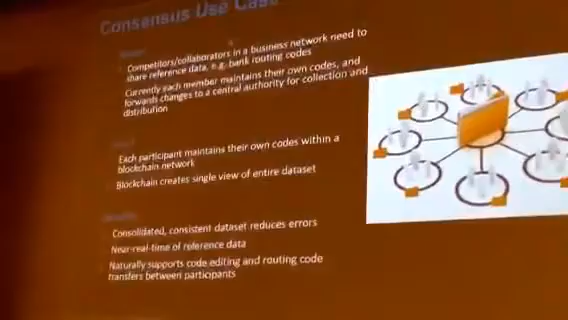 Consensus Use Case
Competitors/collaborators in a business network need to
share reference data, e.g. bank routing codes
Currently each member maintains their own codes, and
forwards changes to a central authority for collection and
distribution
Each participant maintains their own codes within a
blockchain network
Blockchain creates single view of entire dataset
Consolidated, consistent dataset reduces errors
Near-real-time of reference data
Naturally supports code editing and routing code
transfers between participants